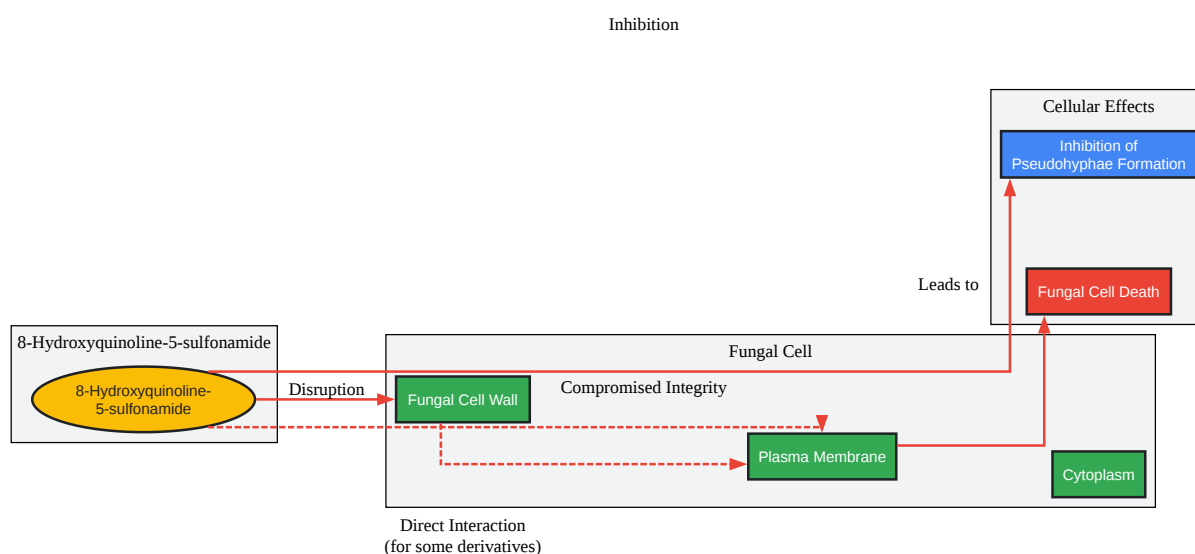 Inhibition
Cellular Effects
Inhibition of
Pseudohyphae Formation
Leads to
Fungal Cell Death
8-Hydroxyquinoline-5-sulfonamide
8-Hydroxyquinoline-
5-sulfonamide
Disruption
Fungal Cell
Compromised Integrity
Fungal Cell Wall
Plasma Membrane
Cytoplasm
Direct Interaction
(for some derivatives)